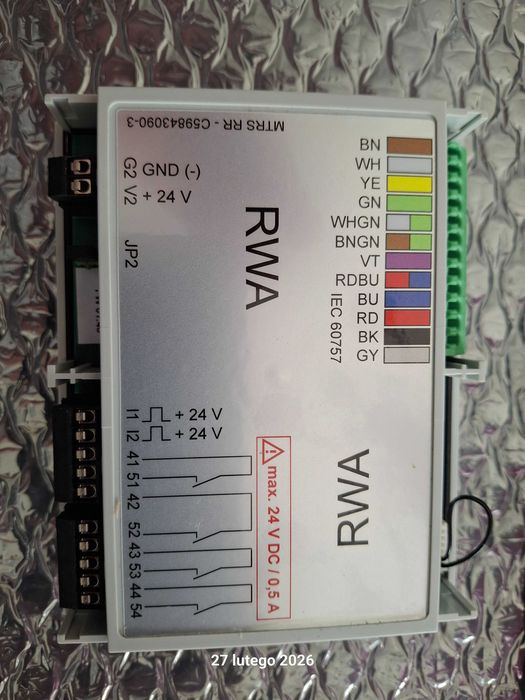 MTRS RR - C59843090-3
G2 GND (-)
V2 + 24 V
JP2
RWA
BN
WH
YE
GN
WHGN
BNGN
VT
RDBU
BU
RD
BK
GY
IEC 60757
I1 + 24 V
I2 + 24 V
41
51
42
52
43
53
44
54
max. 24 V DC / 0,5 A
RWA
27 lutego 2026